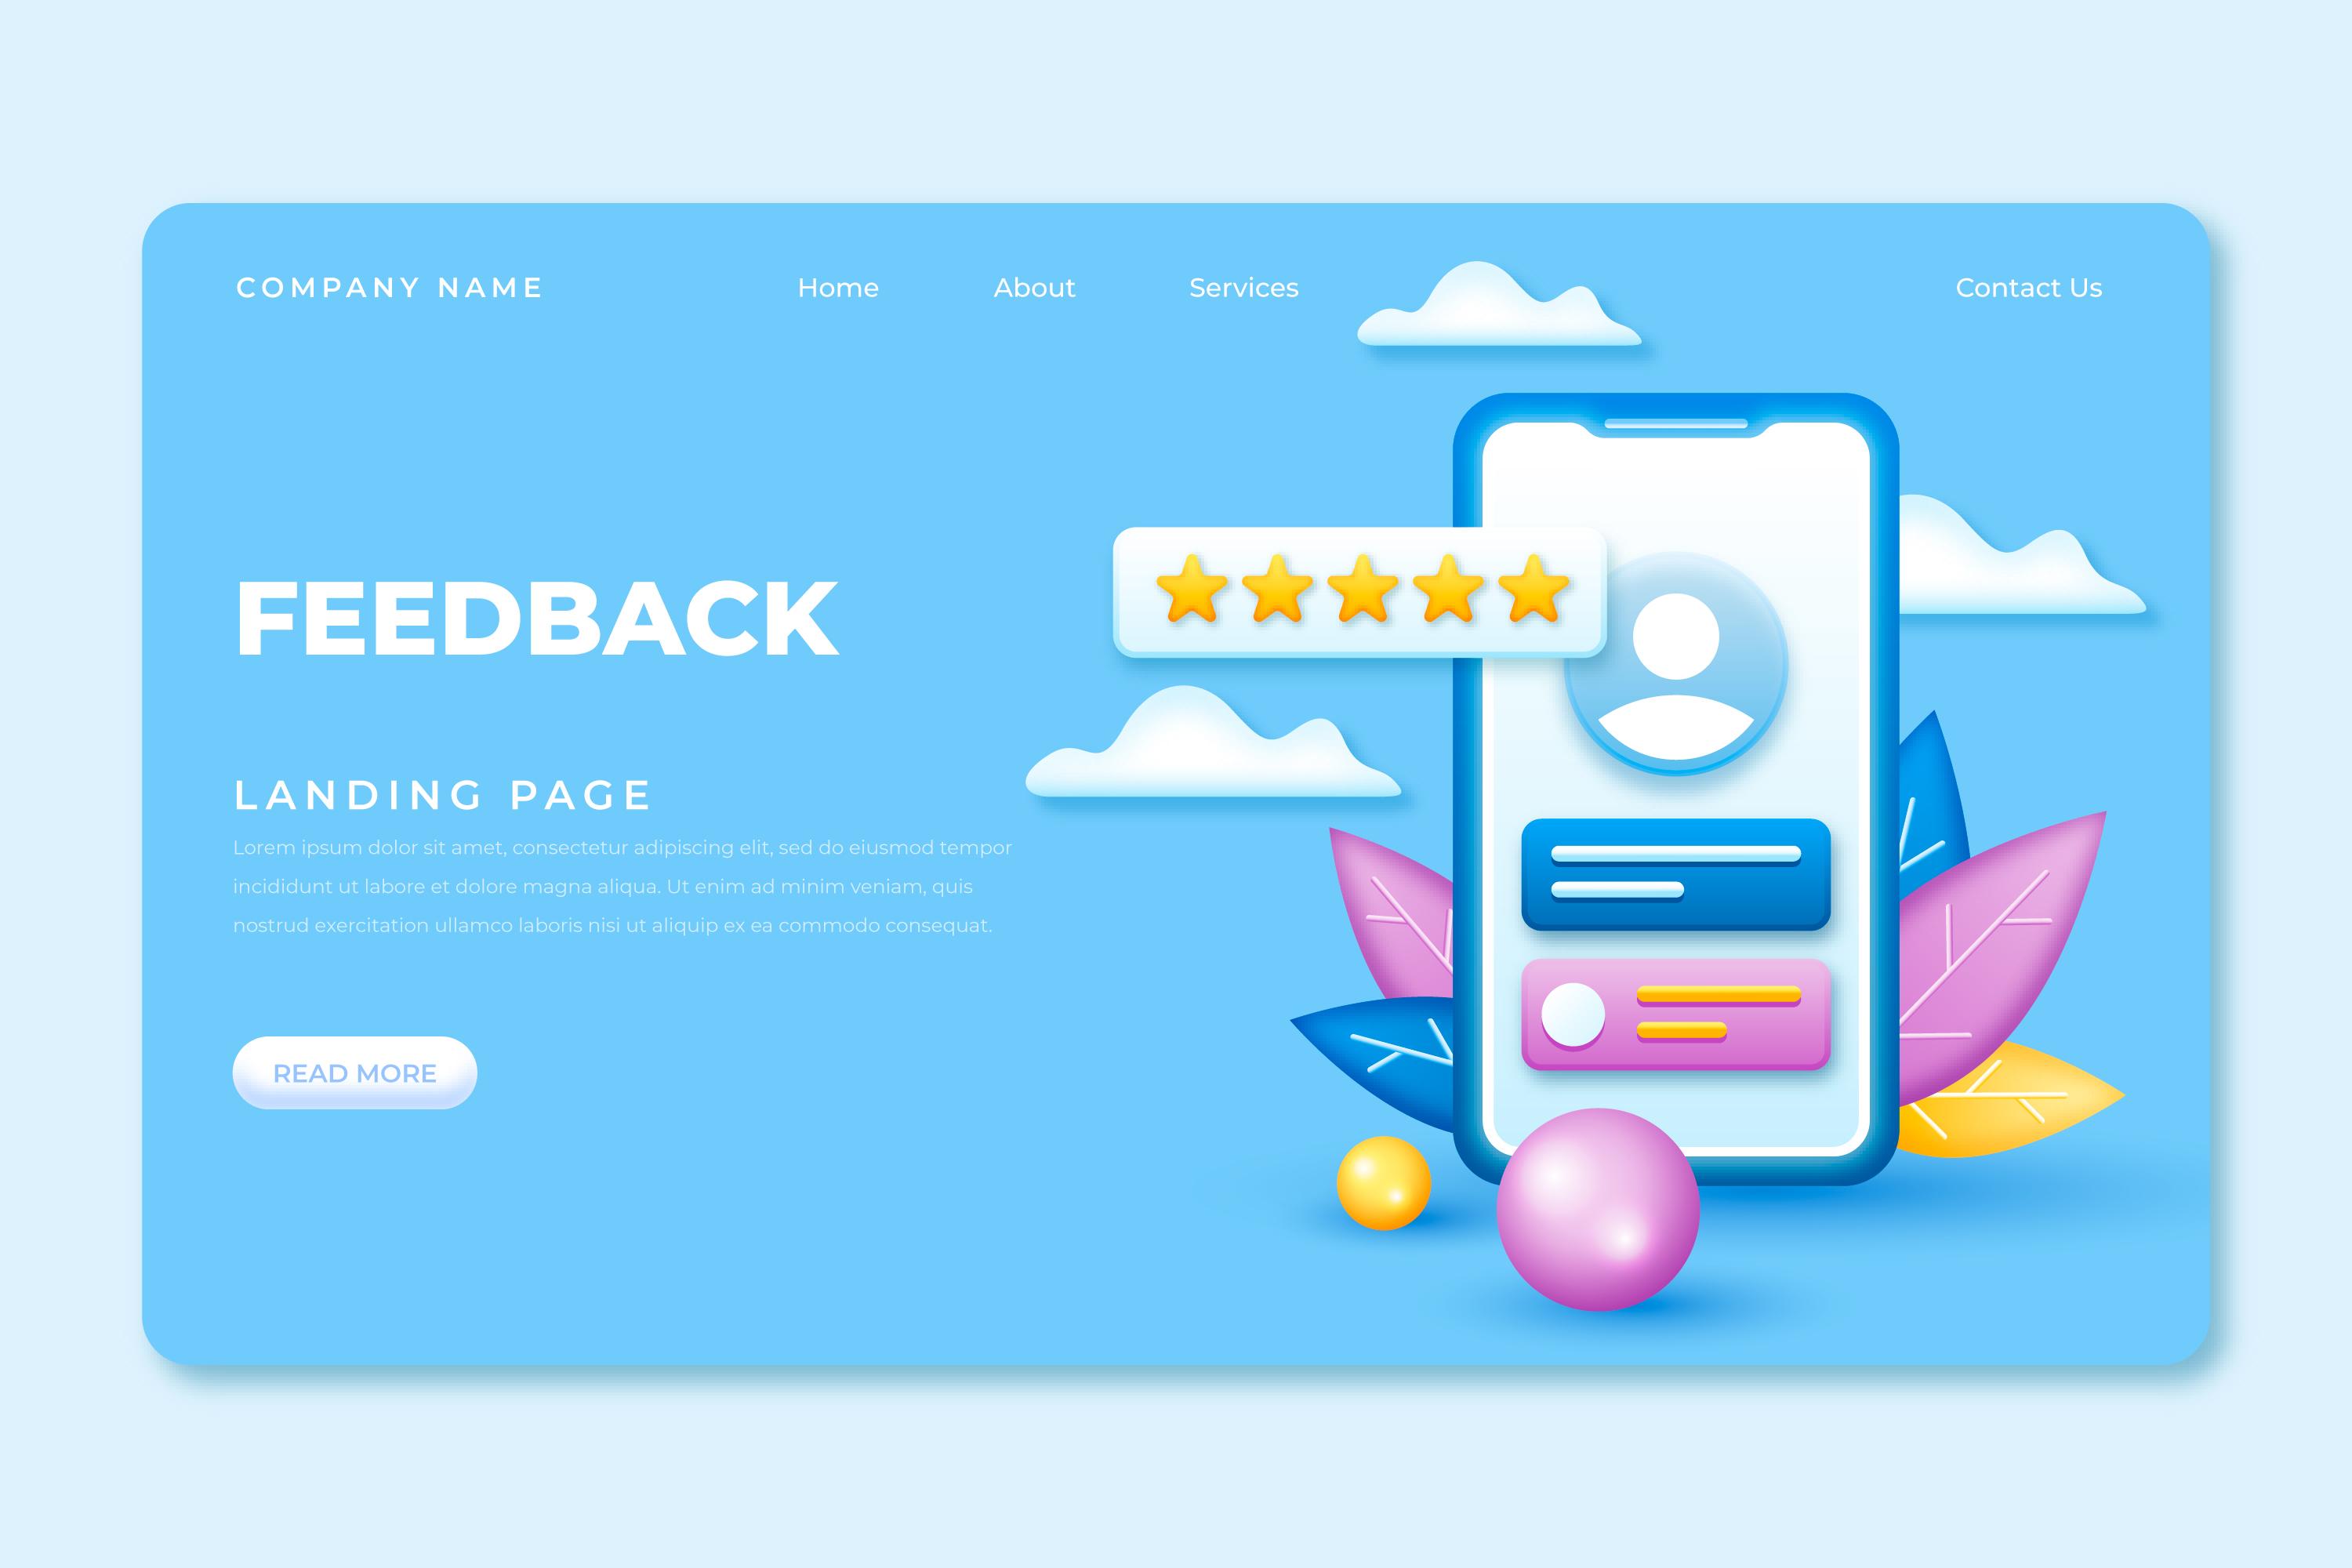 COMPANY NAME
Home
About
Services
Contact Us
FEEDBACK
LANDING PAGE
Lorem ipsum dolor sit amet, consectetur adipiscing elit, sed do eiusmod tempor
incididunt ut labore et dolore magna aliqua. Ut enim ad minim veniam, quis
nostrud exercitation ullamco laboris nisi ut aliquip ex ea commodo consequat.
READ MORE